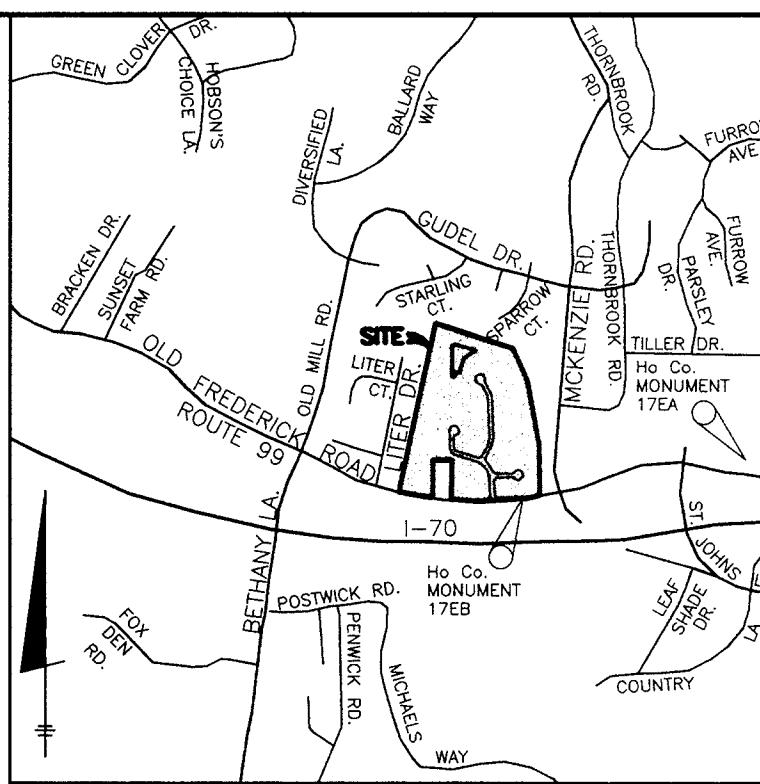 GREEN CLOVER DR.
HOBSON'S
CHOICE LA.
DIVERSIFIED
LA.
BALLARD
WAY
THORNBROOK
RD.
FURROW
AVE
FURROW
AVE.
PARSLEY
DR.
TILLER DR.
GUDEL DR.
MCKENZIE RD.
THORNBROOK RD.
STARLING
CT.
SPARROW
CT.
BRACKEN DR.
SUNSET
FARM RD.
OLD MILL RD.
SITE
LITER
CT.
LITER DR.
OLD FREDERICK ROAD
ROUTE 99
Ho Co.
MONUMENT
17EA
I-70
Ho Co.
MONUMENT
17EB
BETHANY LA.
POSTWICK RD.
PENWICK RD.
MICHAELS
WAY
FOX
DEN
RD.
ST. JOHNS
LA
LEAF
SHADE
DR.
COUNTRY